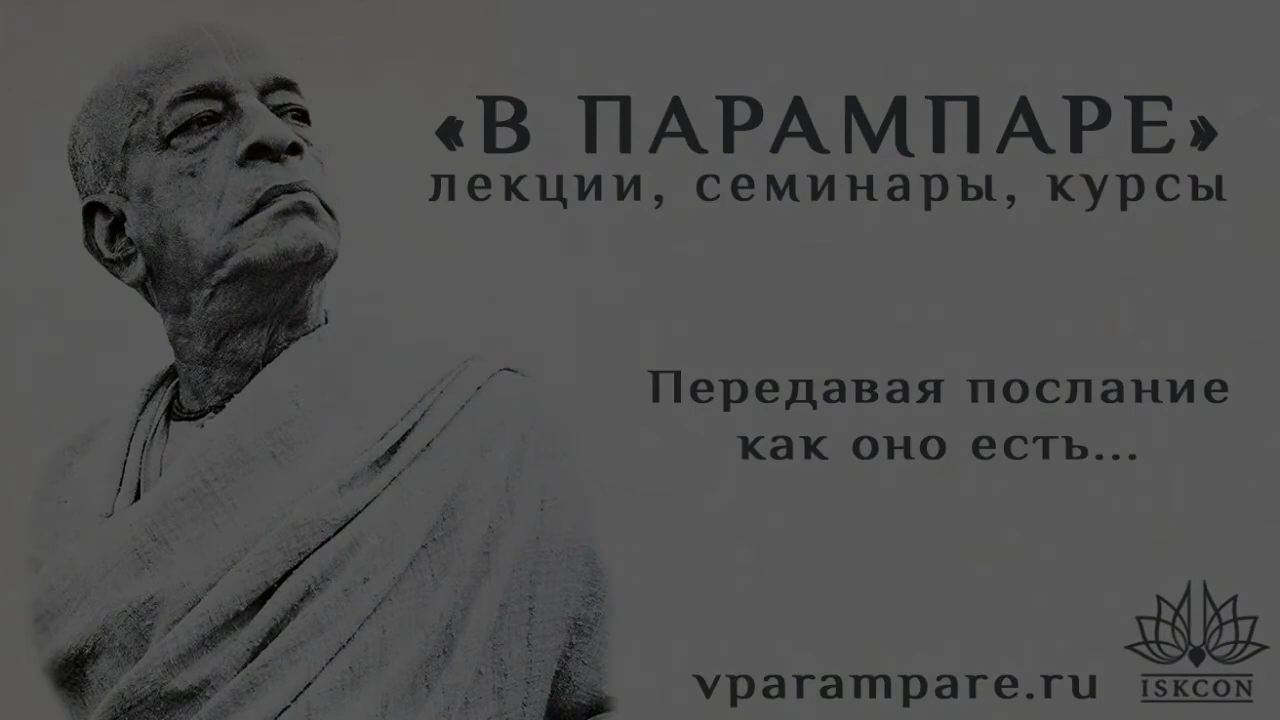 «В ПАРАМПАРЕ»
лекции, семинары, курсы
Передавая послание
как оно есть...
vparampare.ru
ISKCON